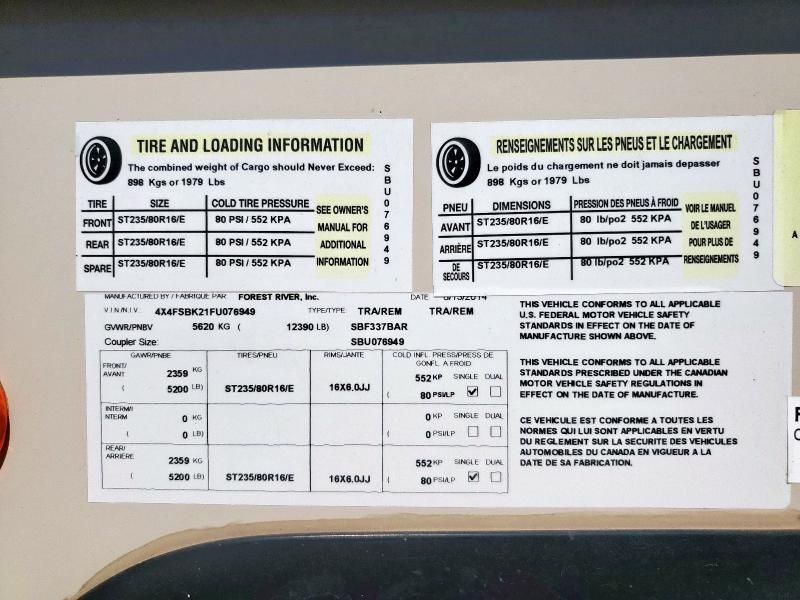 TIRE AND LOADING INFORMATION
The combined weight of Cargo should Never Exceed:
898 Kgs or 1979 Lbs
TIRE SIZE COLD TIRE PRESSURE
FRONT ST235/80R16/E 80 PSI / 552 KPA
REAR ST235/80R16/E 80 PSI / 552 KPA
SPARE ST235/80R16/E 80 PSI / 552 KPA
SEE OWNER'S
MANUAL FOR
ADDITIONAL
INFORMATION
SBU076949
RENSEIGNEMENTS SUR LES PNEUS ET LE CHARGEMENT
Le poids du chargement ne doit jamais depasser
898 Kgs or 1979 Lbs
PNEU DIMENSIONS PRESSION DES PNEUS À FROID
AVANT ST235/80R16/E 80 lb/po2 552 KPA
ARRIÈRE ST235/80R16/E 80 lb/po2 552 KPA
DE SECOURS ST235/80R16/E 80 lb/po2 552 KPA
VOIR LE MANUEL
DE L'USAGER
POUR PLUS DE
RENSEIGNEMENTS
SBU076949
A
MANUFACTURED BY / FABRIQUE PAR FOREST RIVER, Inc. DATE
V.I.N./N.I.V.: 4X4FSBK21FU076949 TYPE/TYPE: TRA/REM TRA/REM
GVWR/PNBV 5620 KG ( 12390 LB) SBF337BAR
Coupler Size: SBU076949
GAWR/PNBE TIRES/PNEU RIMS/JANTE COLD INFL. PRESS/PRESS DE
GONFL. A FROID
FRONT/
AVANT 2359 KG 552 KP SINGLE DUAL
( 5200 LB) ST235/80R16/E 16X6.0JJ ( 80 PSI/LP
INTERM/I
NTERM 0 KG 0 KP SINGLE DUAL
( 0 LB) ( 0 PSI/LP
REAR/
ARRIERE 2359 KG 552 KP SINGLE DUAL
( 5200 LB) ST235/80R16/E 16X6.0JJ ( 80 PSI/LP
THIS VEHICLE CONFORMS TO ALL APPLICABLE
U.S. FEDERAL MOTOR VEHICLE SAFETY
STANDARDS IN EFFECT ON THE DATE OF
MANUFACTURE SHOWN ABOVE.
THIS VEHICLE CONFORMS TO ALL APPLICABLE
STANDARDS PRESCRIBED UNDER THE CANADIAN
MOTOR VEHICLE SAFETY REGULATIONS IN
EFFECT ON THE DATE OF MANUFACTURE.
CE VEHICULE EST CONFORME A TOUTES LES
NORMES QUI LUI SONT APPLICABLES EN VERTU
DU REGLEMENT SUR LA SECURITE DES VEHICULES
AUTOMOBILES DU CANADA EN VIGUEUR A LA
DATE DE SA FABRICATION.